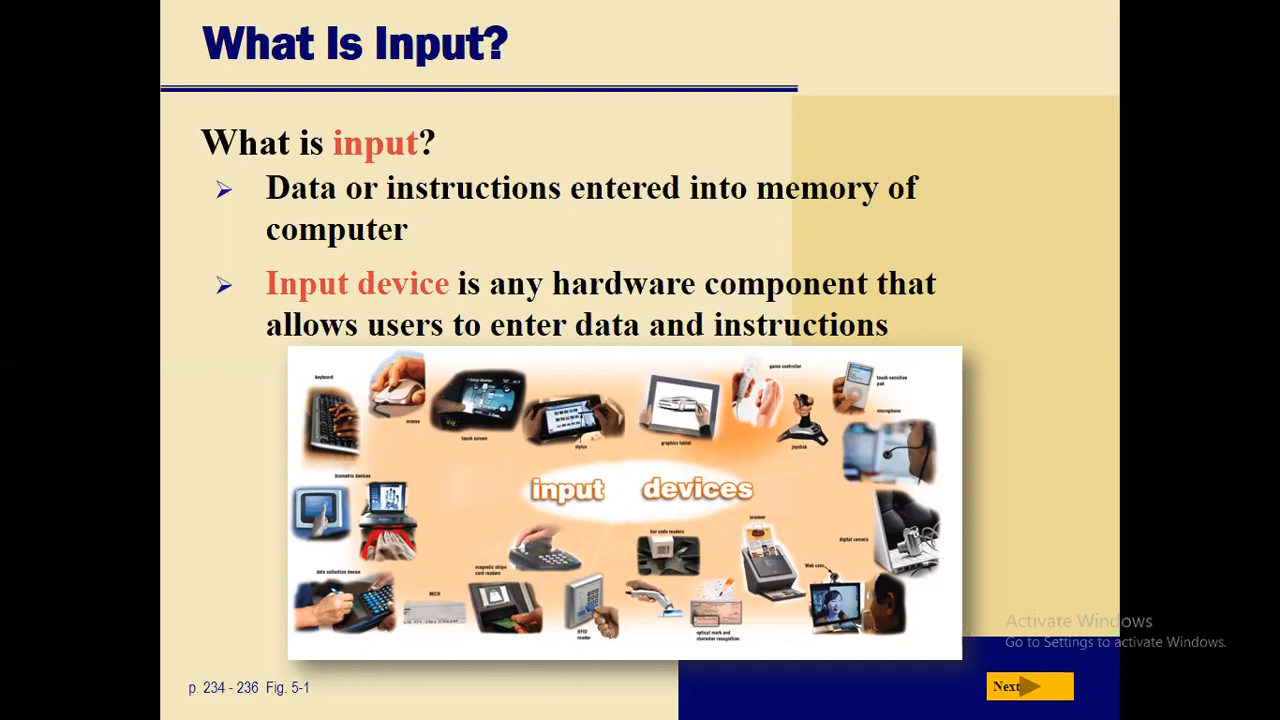 What Is Input?
What is input?
Data or instructions entered into memory of
computer
Input device is any hardware component that
allows users to enter data and instructions
keyboard
mouse
touch screen
stylus
graphics tablet
game controller
joystick
touch-sensitive
pad
microphone
biometric devices
input devices
scanner
bar code readers
digital camera
data collection device
MICR
magnetic stripe
card readers
RFID
reader
Web cam
optical mark and
character recognition
Activate Windows
Go to Settings to activate Windows.
p. 234 - 236 Fig. 5-1
Next